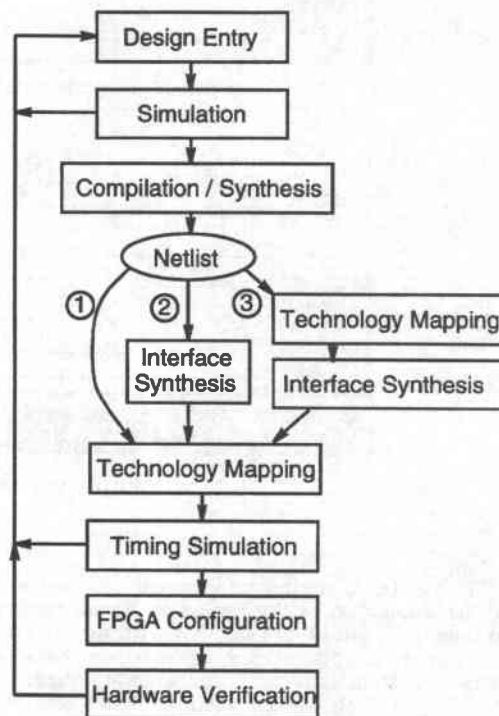 Design Entry
Simulation
Compilation / Synthesis
Netlist
1
2
3
Technology Mapping
Interface
Synthesis
Interface Synthesis
Technology Mapping
Timing Simulation
FPGA Configuration
Hardware Verification